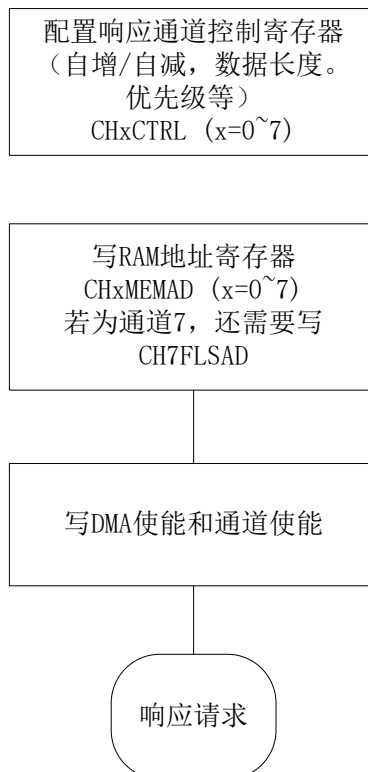 配置响应通道控制寄存器
（自增/自减，数据长度。
优先级等）
CHxCTRL (x=0~7)
写RAM地址寄存器
CHxMEMAD (x=0~7)
若为通道7，还需要写
CH7FLSAD
写DMA使能和通道使能
响应请求